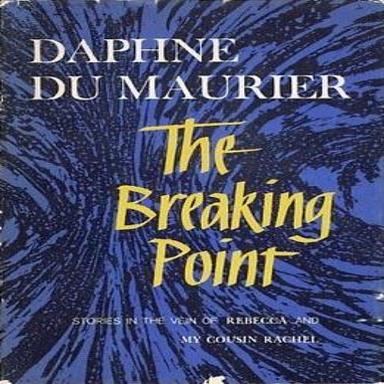 DAPHNE
DU MAURIER
The
Breaking
Point
STORIES IN THE VEIN OF REBECCA AND
MY COUSIN RACHEL